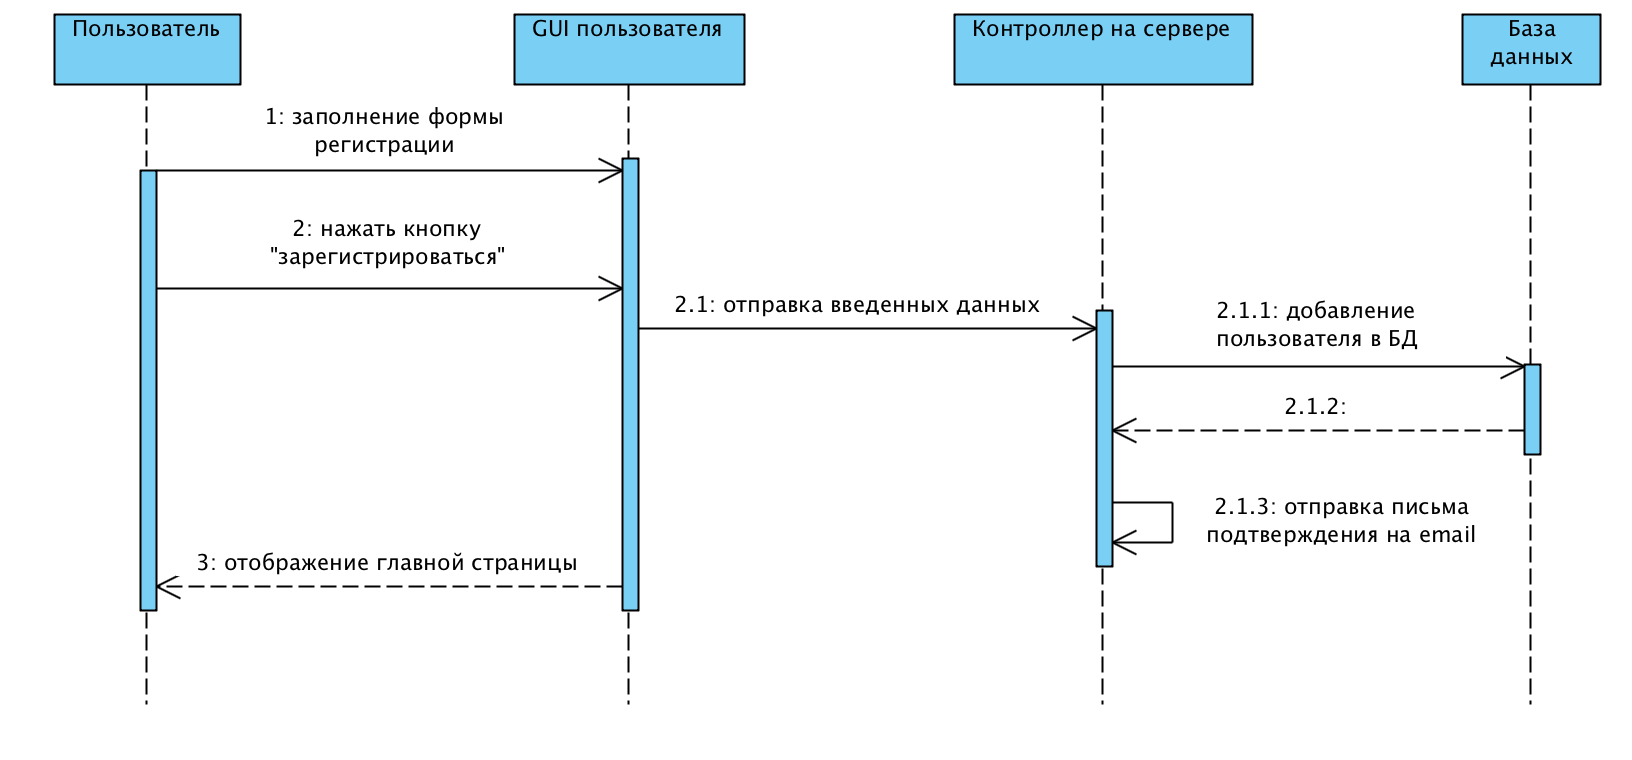 Пользователь
GUI пользователя
Контроллер на сервере
База
данных
1: заполнение формы
регистрации
2: нажать кнопку
"зарегистрироваться"
2.1: отправка введенных данных
2.1.1: добавление
пользователя в БД
2.1.2:
2.1.3: отправка письма
подтверждения на email
3: отображение главной страницы